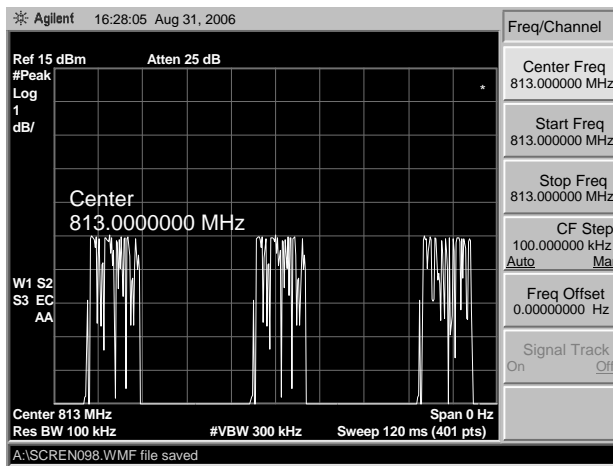 Agilent 16:28:05 Aug 31, 2006
Freq/Channel
Ref 15 dBm Atten 25 dB
#Peak
Log
1
dB/
*
Center
813.0000000 MHz
W1 S2
S3 EC
AA
Center 813 MHz Span 0 Hz
Res BW 100 kHz #VBW 300 kHz Sweep 120 ms (401 pts)
A:\SCREN098.WMF file saved
Center Freq
813.000000 MHz
Start Freq
813.000000 MHz
Stop Freq
813.000000 MHz
CF Step
100.000000 kHz
Auto Ma
Freq Offset
0.00000000 Hz
Signal Track
On Off